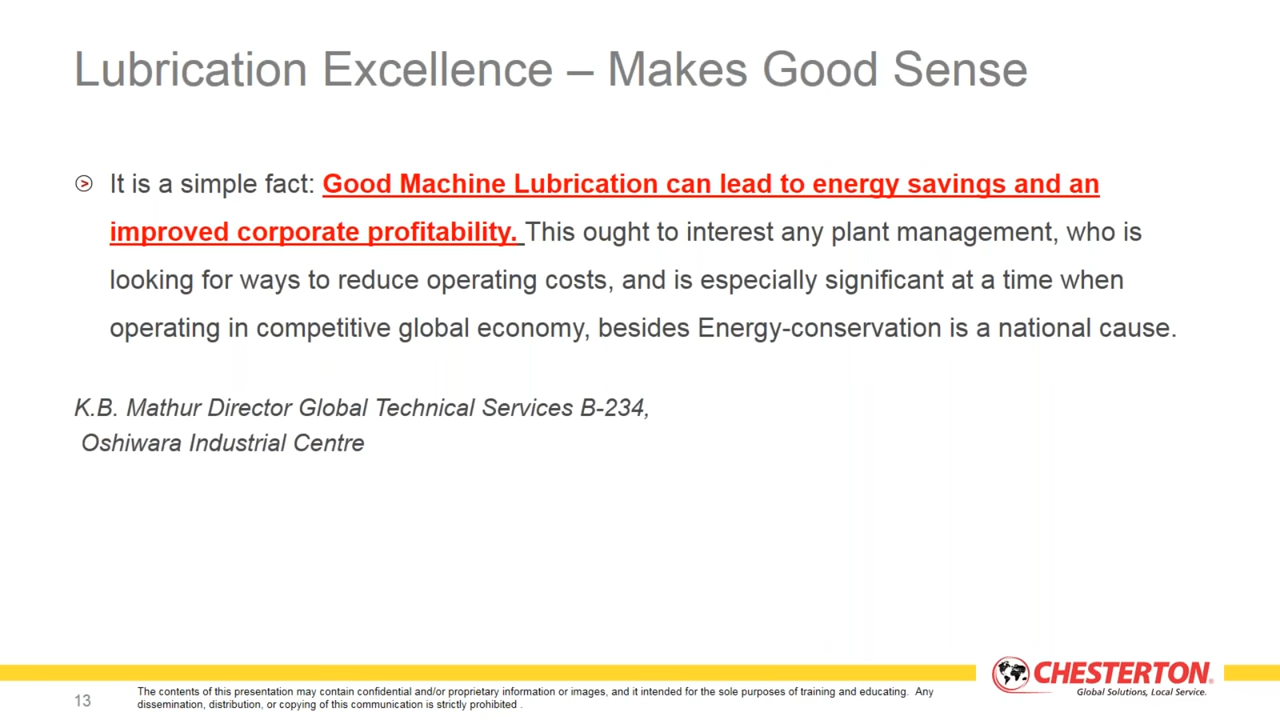 Lubrication Excellence – Makes Good Sense
It is a simple fact: Good Machine Lubrication can lead to energy savings and an
improved corporate profitability. This ought to interest any plant management, who is
looking for ways to reduce operating costs, and is especially significant at a time when
operating in competitive global economy, besides Energy-conservation is a national cause.
K.B. Mathur Director Global Technical Services B-234,
Oshiwara Industrial Centre
CHESTERTON®
Global Solutions, Local Service.
13
The contents of this presentation may contain confidential and/or proprietary information or images, and it intended for the sole purposes of training and educating. Any
dissemination, distribution, or copying of this communication is strictly prohibited .